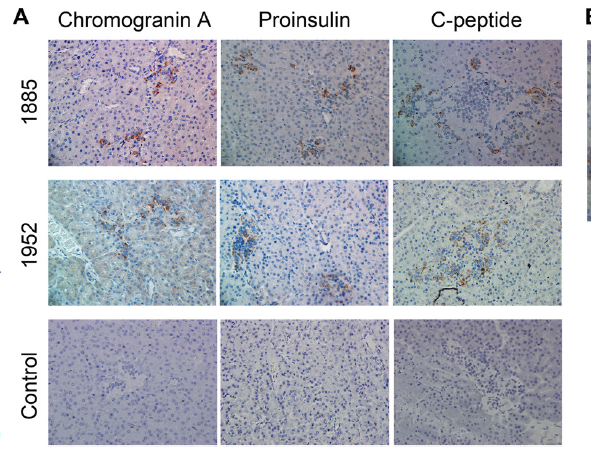 A
Chromogranin A Proinsulin C-peptide
B
1885
1952
Control